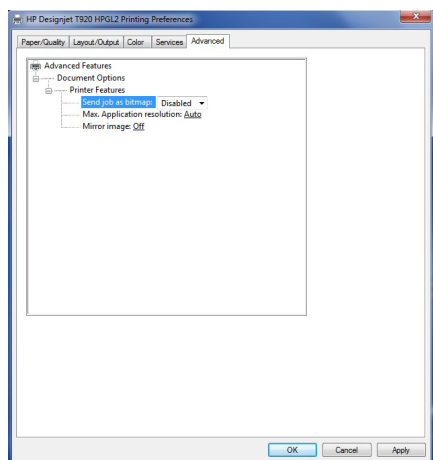 HP Designjet T920 HPGL2 Printing Preferences
Paper/Quality Layout/Output Color Services Advanced
Advanced Features
Document Options
Printer Features
Send job as bitmap: Disabled
Max. Application resolution: Auto
Mirror image: Off
OK Cancel Apply